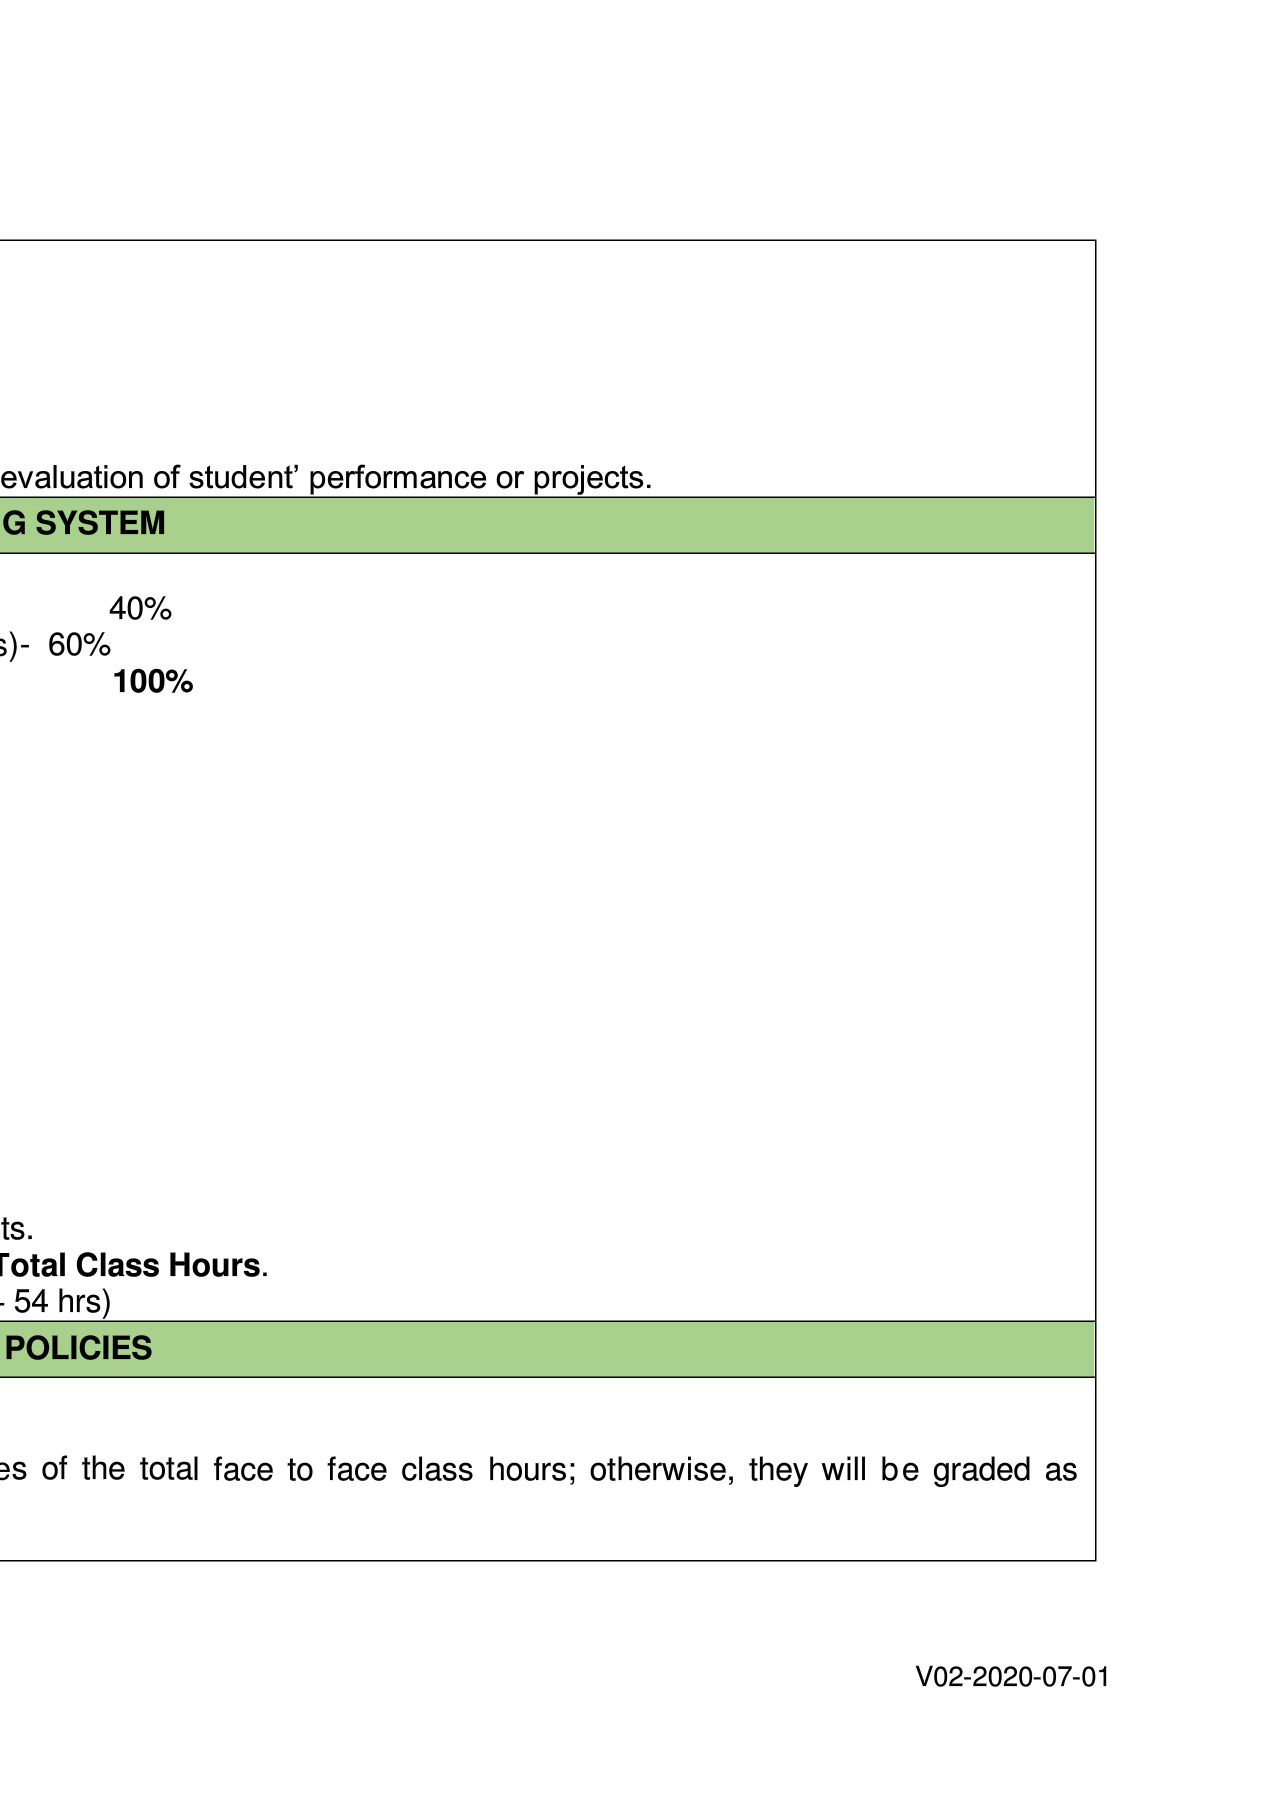 evaluation of student’ performance or projects.
G SYSTEM
40%
s)- 60%
100%
ts.
Total Class Hours.
- 54 hrs)
POLICIES
es of the total face to face class hours; otherwise, they will be graded as
V02-2020-07-01